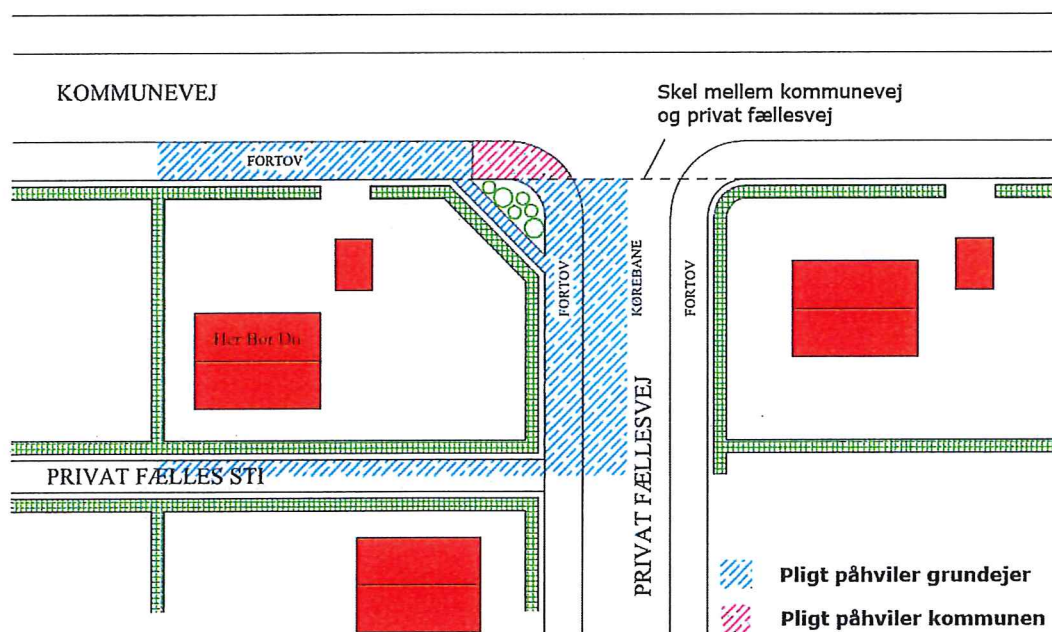 KOMMUNEVEJ
Skel mellem kommunevej
og privat fællesvej
FORTOV
FORTOV
KØREBANE
FORTOV
Her Bor Du
PRIVAT FÆLLESVEJ
PRIVAT FÆLLES STI
Pligt påhviler grundejer
Pligt påhviler kommunen